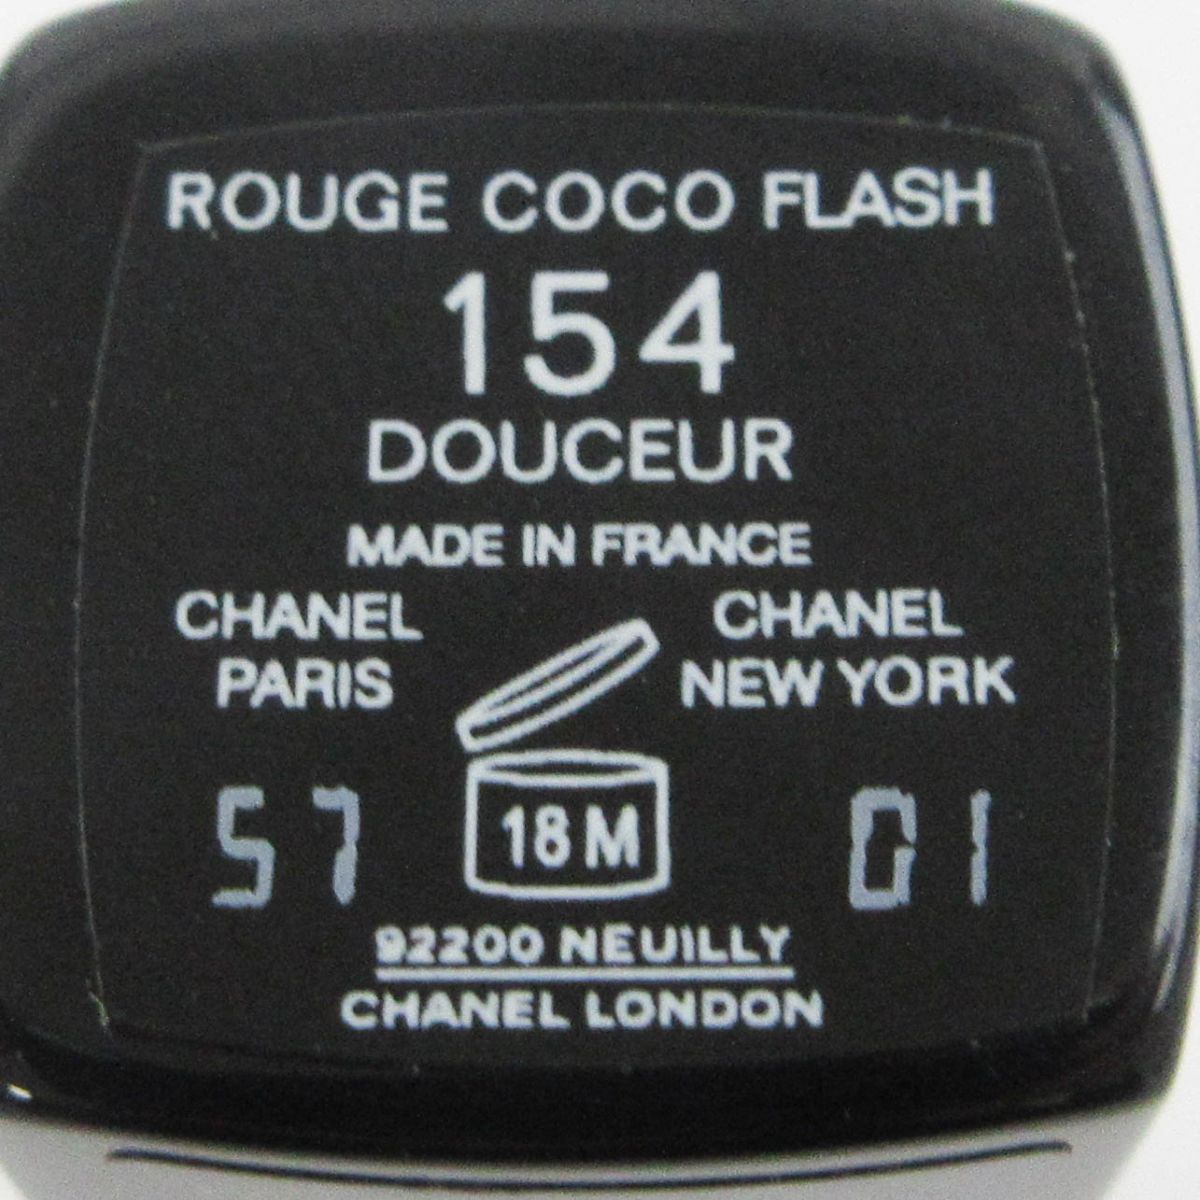 ROUGE COCO FLASH
154
DOUCEUR
MADE IN FRANCE
CHANEL
PARIS
CHANEL
NEW YORK
57
18M
01
92200 NEUILLY
CHANEL LONDON